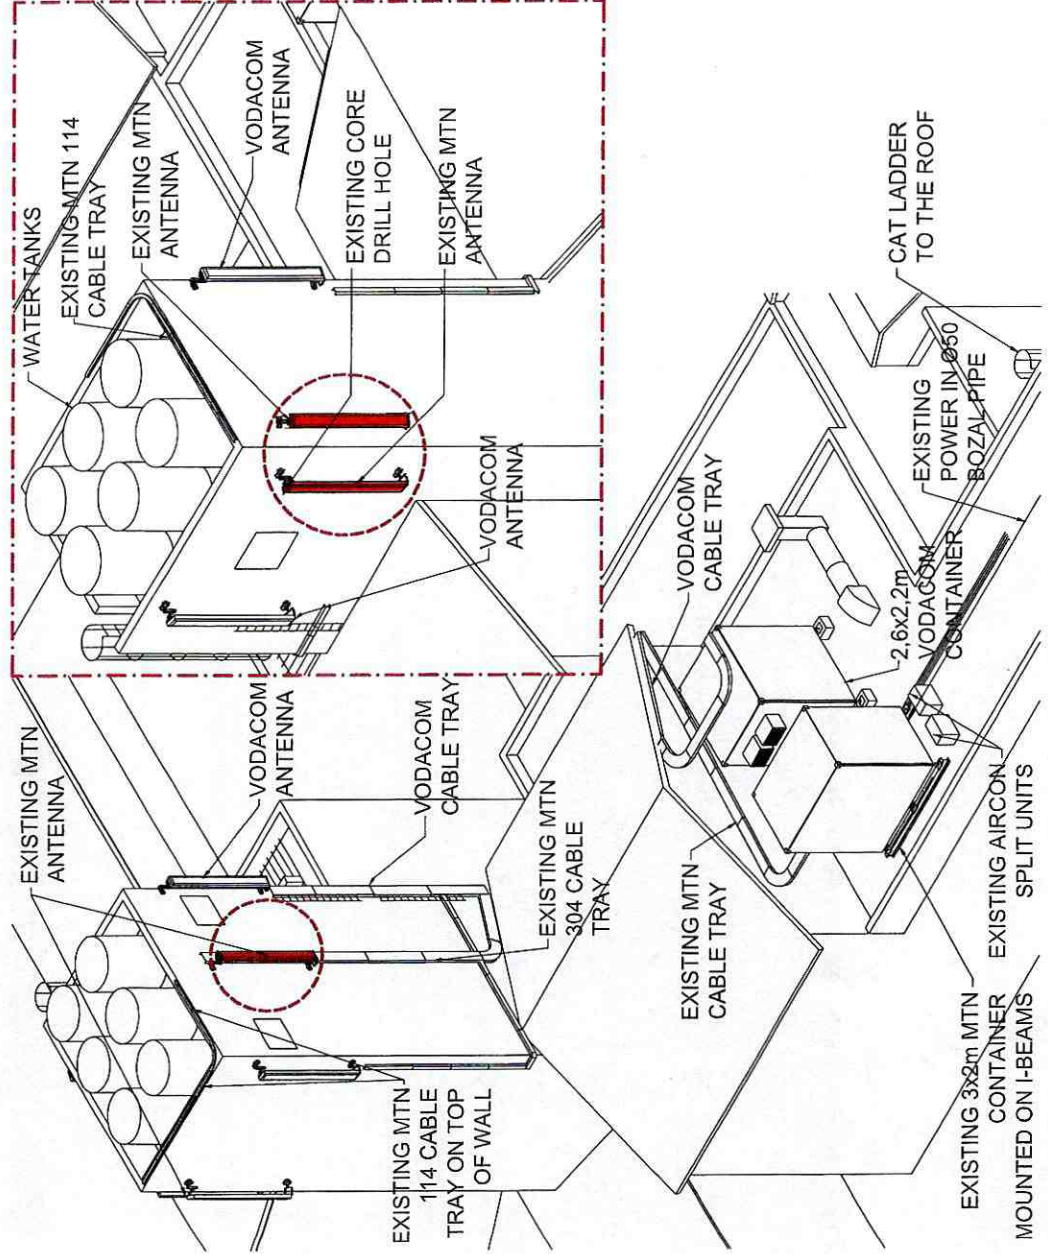 WATER TANKS
EXISTING MTN 114
CABLE TRAY
EXISTING MTN
ANTENNA
VODACOM
ANTENNA
EXISTING CORE
DRILL HOLE
EXISTING MTN
ANTENNA
VODACOM
ANTENNA
EXISTING MTN
ANTENNA
VODACOM
ANTENNA
VODACOM
CABLE TRAY
EXISTING MTN
304 CABLE
TRAY
EXISTING MTN
114 CABLE
TRAY ON TOP
OF WALL
VODACOM
CABLE TRAY
EXISTING MTN
CABLE TRAY
CAT LADDER
TO THE ROOF
EXISTING
POWER IN Ø50
BOZAL PIPE
2,6x2,2m
VODACOM
CONTAINER
EXISTING AIRCON
SPLIT UNITS
EXISTING 3x2m MTN
CONTAINER
MOUNTED ON I-BEAMS